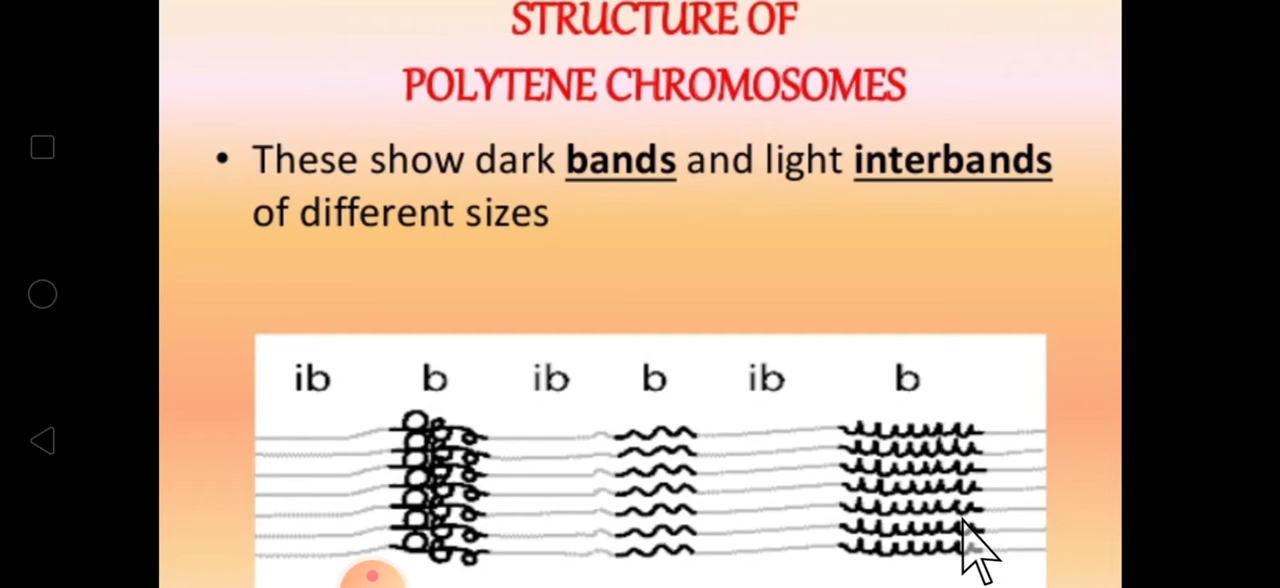 STRUCTURE OF
POLYTENE CHROMOSOMES
• These show dark bands and light interbands
of different sizes
ib b ib b ib b